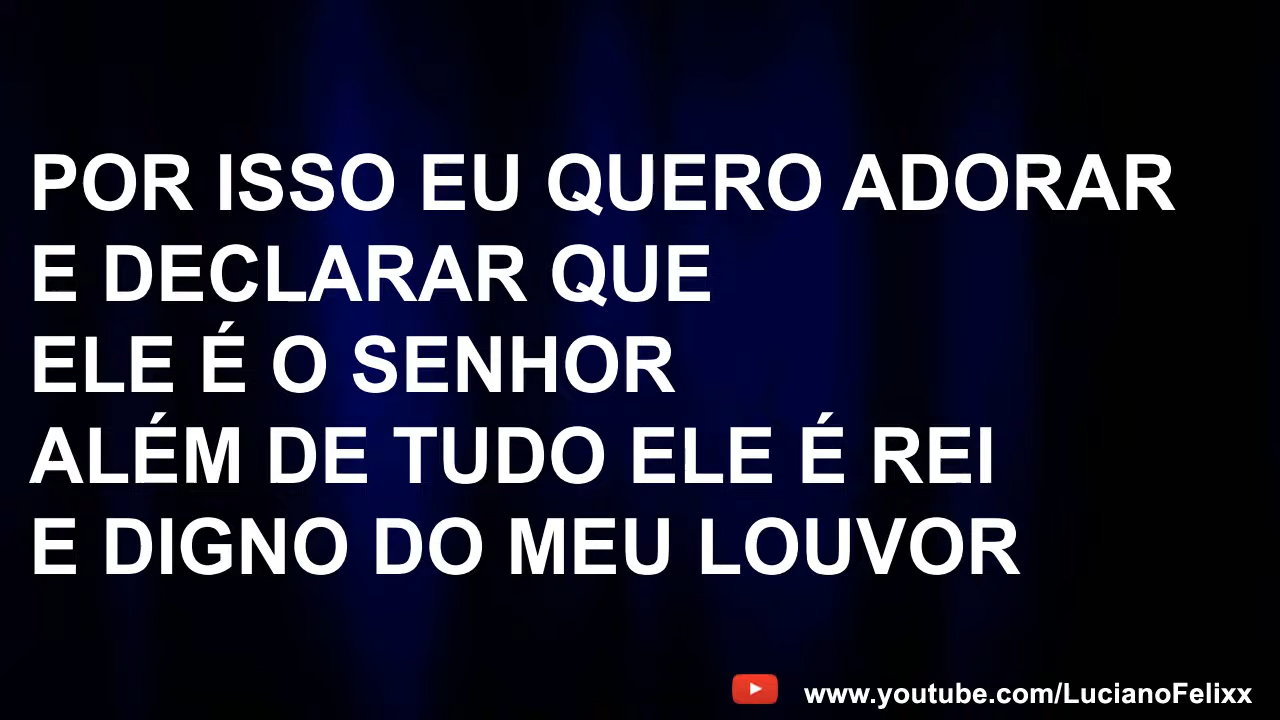 POR ISSO EU QUERO ADORAR
E DECLARAR QUE
ELE É O SENHOR
ALÉM DE TUDO ELE É REI
E DIGNO DO MEU LOUVOR
www.youtube.com/LucianoFelixx